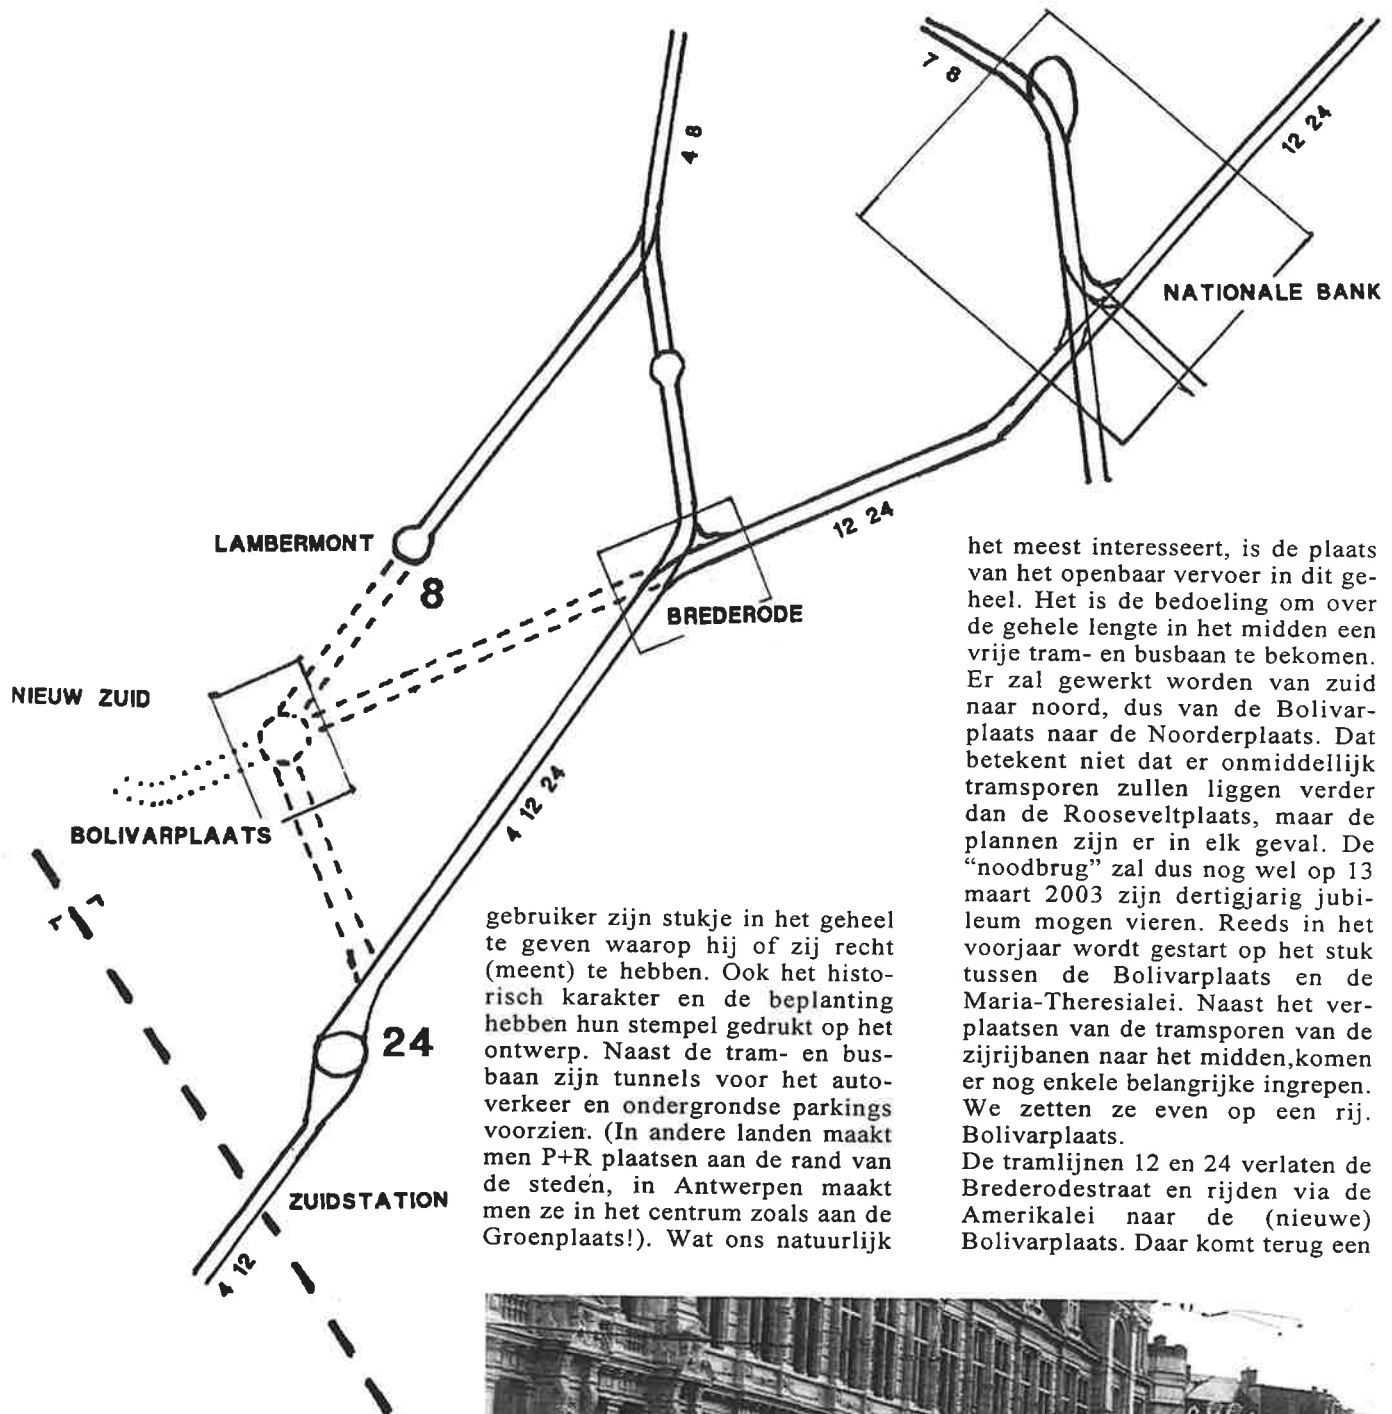 7 8
12 24
4 8
NATIONALE BANK
LAMBERMONT
8
12 24
BREDERODE
NIEUW ZUID
BOLIVARPLAATS
4 12 24
24
ZUIDSTATION
4 12
gebruiker zijn stukje in het geheel
te geven waarop hij of zij recht
(meent) te hebben. Ook het histo-
risch karakter en de beplanting
hebben hun stempel gedrukt op het
ontwerp. Naast de tram- en bus-
baan zijn tunnels voor het auto-
verkeer en ondergrondse parkings
voorzien. (In andere landen maakt
men P+R plaatsen aan de rand van
de steden, in Antwerpen maakt
men ze in het centrum zoals aan de
Groenplaats!). Wat ons natuurlijk
het meest interesseert, is de plaats
van het openbaar vervoer in dit ge-
heel. Het is de bedoeling om over
de gehele lengte in het midden een
vrije tram- en busbaan te bekomen.
Er zal gewerkt worden van zuid
naar noord, dus van de Bolivar-
plaats naar de Noorderplaats. Dat
betekent niet dat er onmiddellijk
tramsporen zullen liggen verder
dan de Rooseveltplaats, maar de
plannen zijn er in elk geval. De
“noodbrug” zal dus nog wel op 13
maart 2003 zijn dertigjarig jubi-
leum mogen vieren. Reeds in het
voorjaar wordt gestart op het stuk
tussen de Bolivarplaats en de
Maria-Theresialei. Naast het ver-
plaatsen van de tramsporen van de
zijrijbanen naar het midden,komen
er nog enkele belangrijke ingrepen.
We zetten ze even op een rij.
Bolivarplaats.
De tramlijnen 12 en 24 verlaten de
Brederodestraat en rijden via de
Amerikalei naar de (nieuwe)
Bolivarplaats. Daar komt terug een